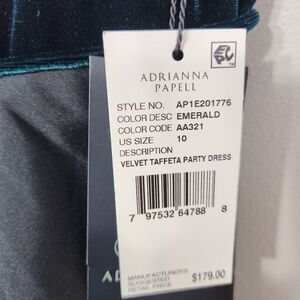 ADRIANNA
PAPELL
STYLE NO. AP1E201776
COLOR DESC EMERALD
COLOR CODE AA321
US SIZE 10
DESCRIPTION
VELVET TAFFETA PARTY DRESS
7 97532 64788 8
MANUFACTURER'S
SUGGESTED
RETAIL PRICE $179.00